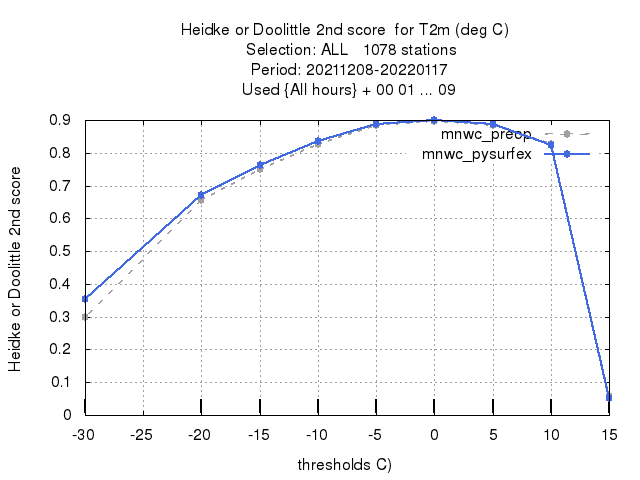 Heidke or Doolittle 2nd score  for T2m (deg C)
Selection: ALL   1078 stations
Period: 20211208-20220117
Used {All hours} + 00 01 ... 09
Heidke or Doolittle 2nd score
0.9
0.8
0.7
0.6
0.5
0.4
0.3
0.2
0.1
0
mnwc_preop
mnwc_pysurfex
-30 -25 -20 -15 -10 -5 0 5 10 15
thresholds C)